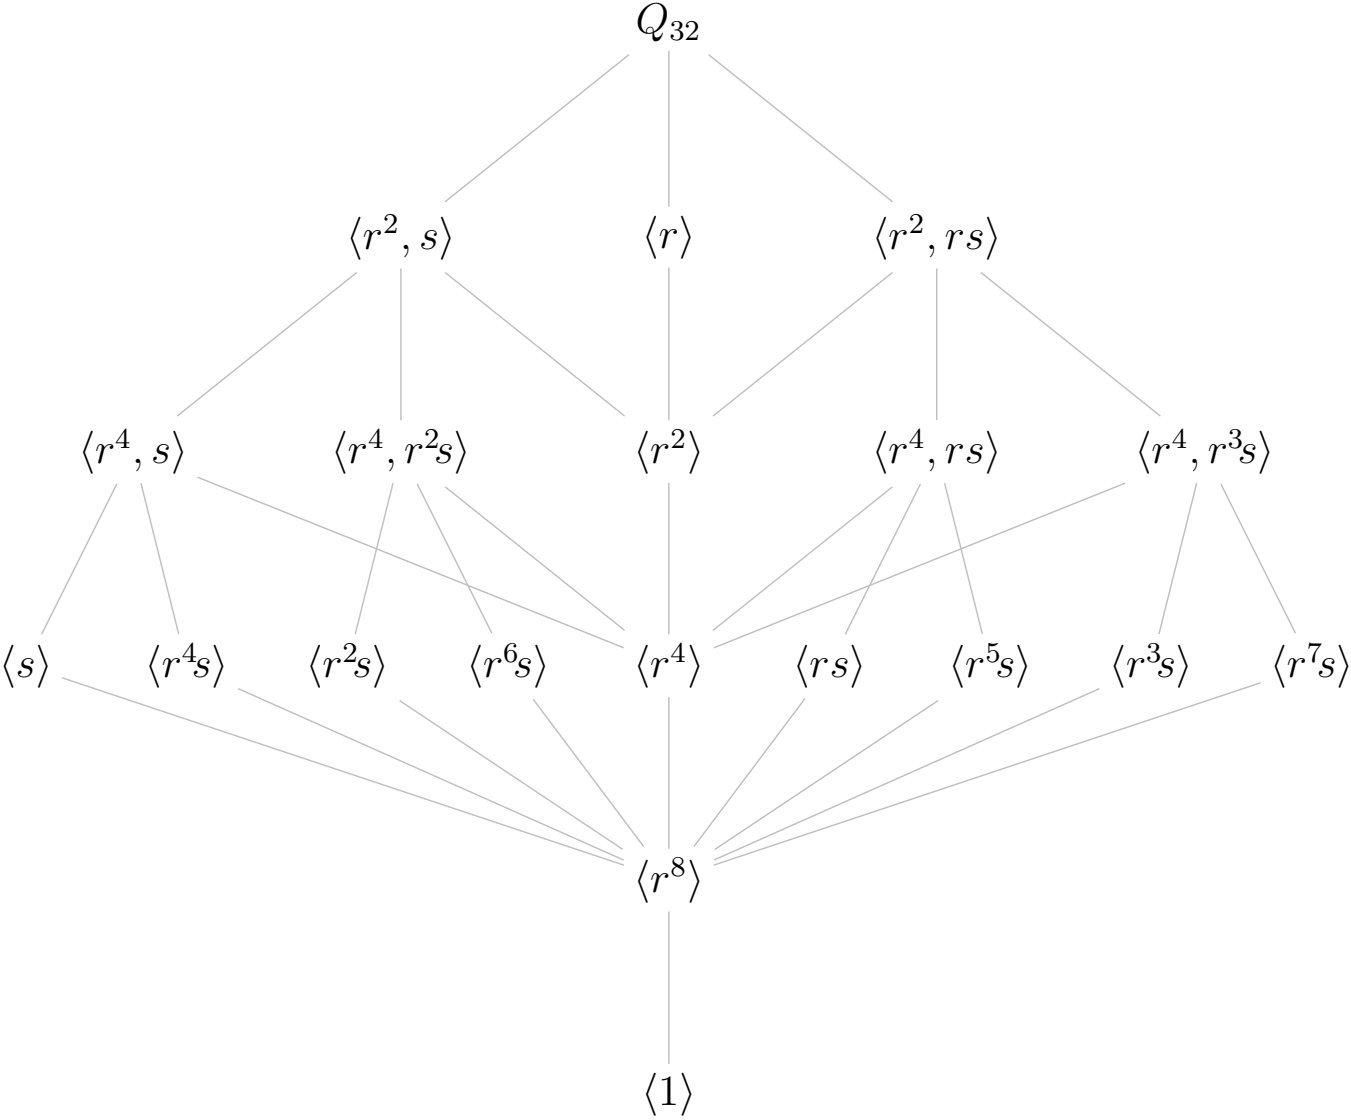 Q₃₂
⟨r², s⟩ ⟨r⟩ ⟨r², rs⟩
⟨r⁴, s⟩ ⟨r⁴, r²s⟩ ⟨r²⟩ ⟨r⁴, rs⟩ ⟨r⁴, r³s⟩
⟨s⟩ ⟨r⁴s⟩ ⟨r²s⟩ ⟨r⁶s⟩ ⟨r⁴⟩ ⟨rs⟩ ⟨r⁵s⟩ ⟨r³s⟩ ⟨r⁷s⟩
⟨r⁸⟩
⟨1⟩